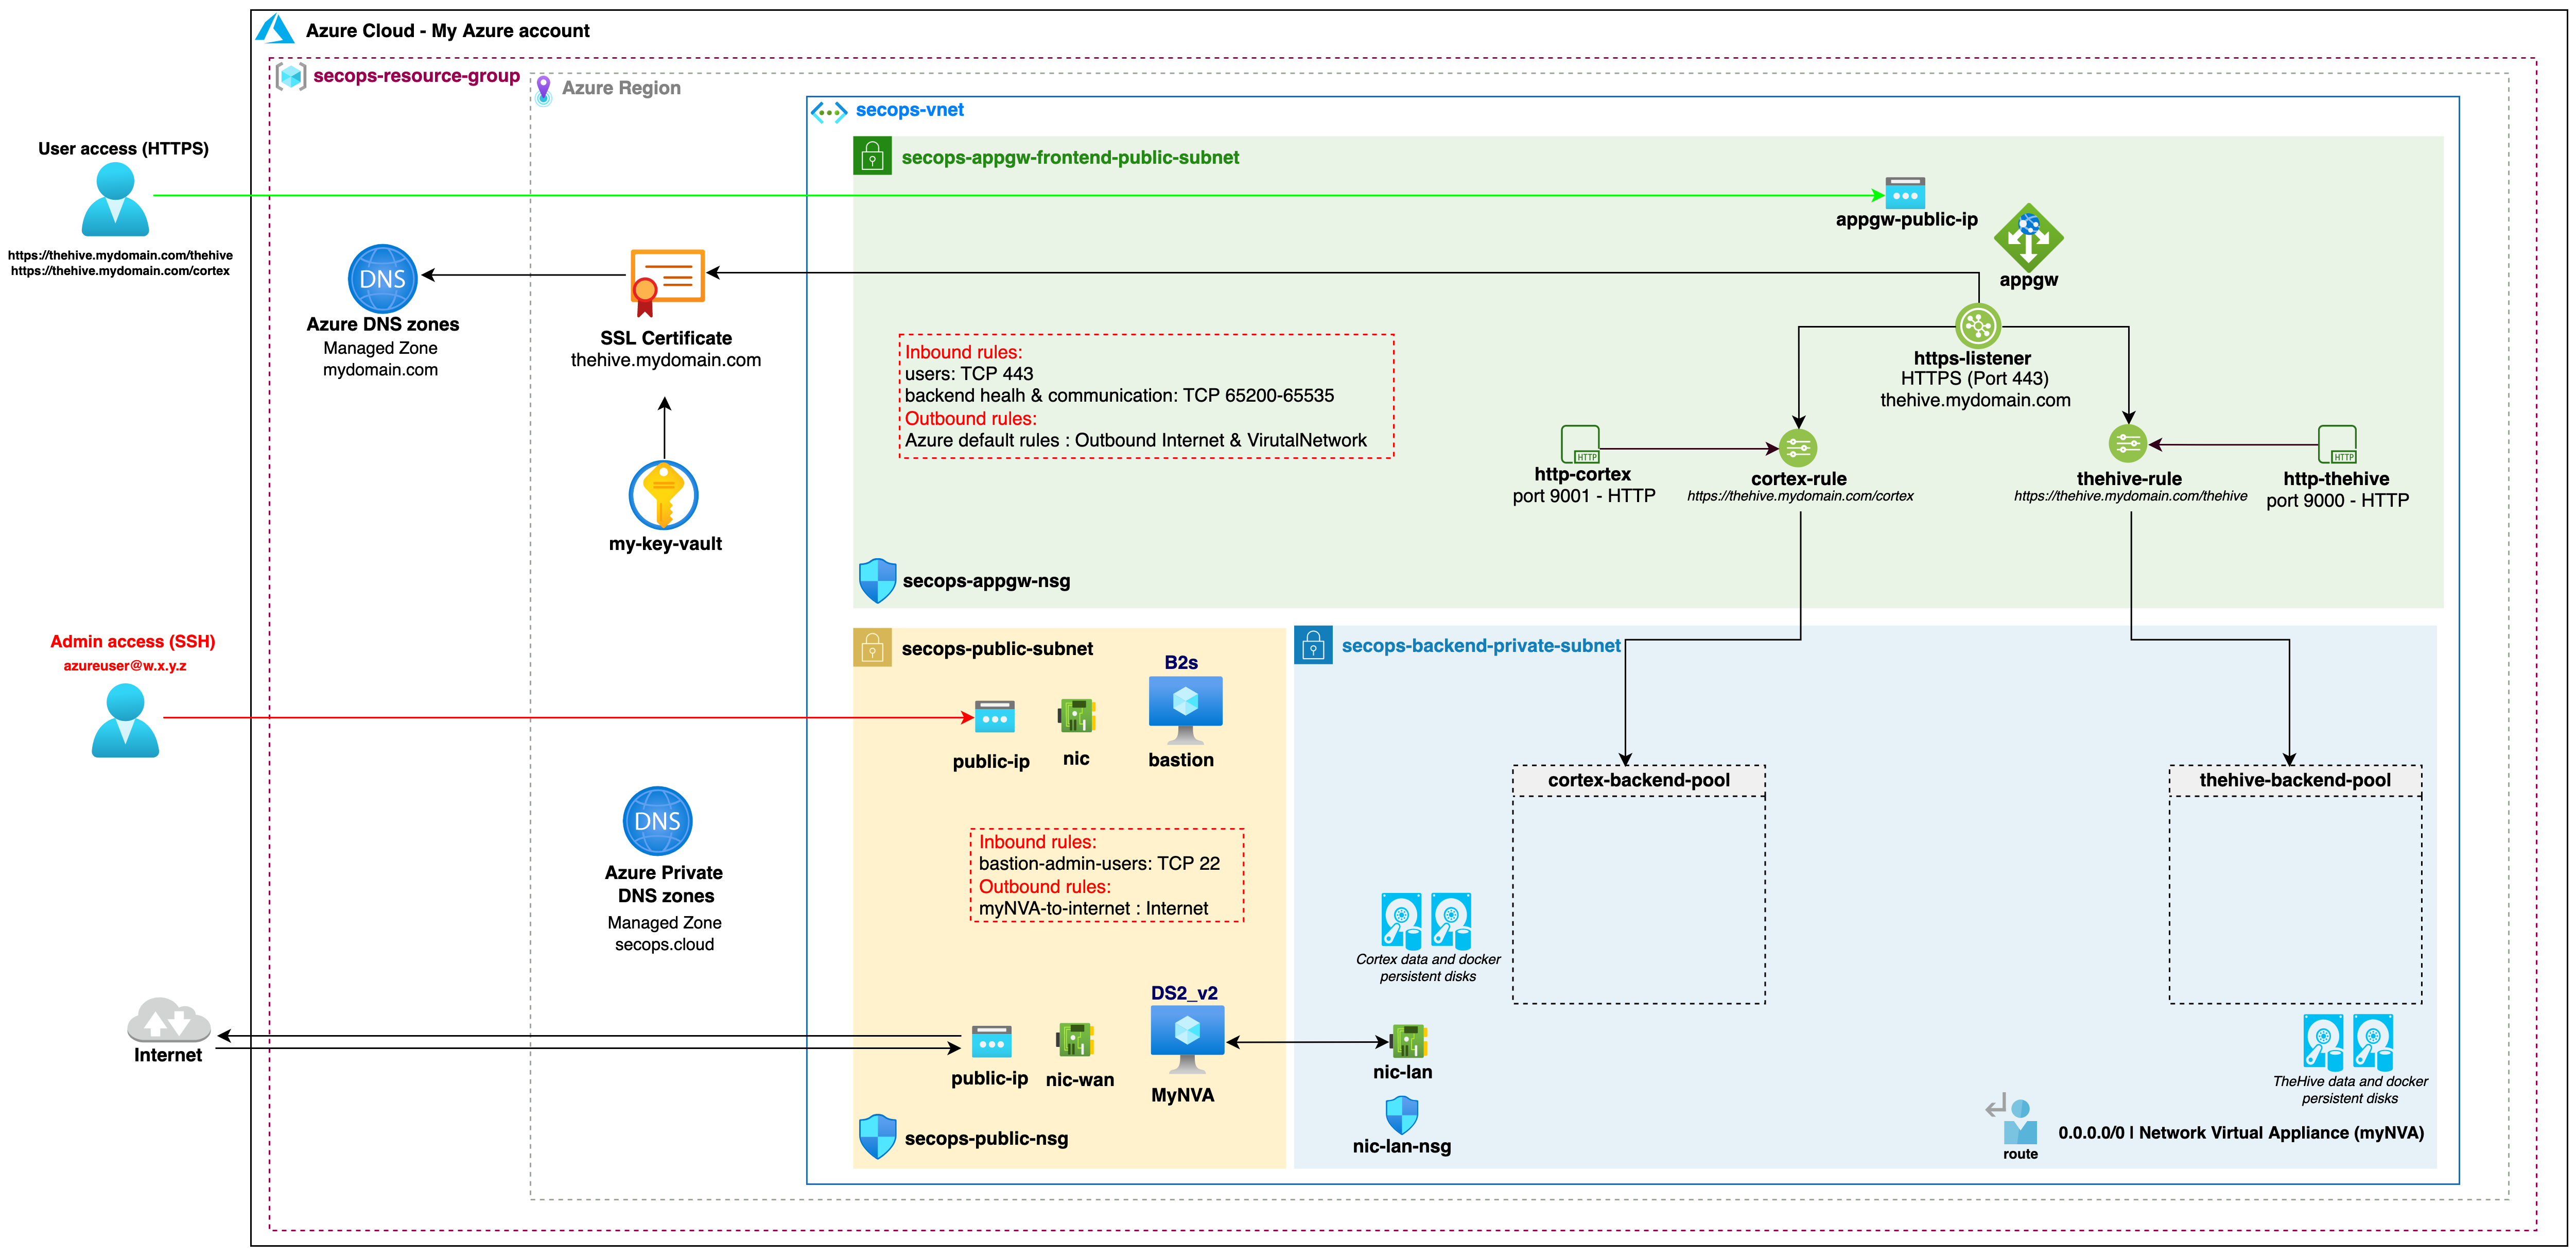 Azure Cloud - My Azure account
secops-resource-group
Azure Region
secops-vnet
User access (HTTPS)
https://thehive.mydomain.com/thehive
https://thehive.mydomain.com/cortex
secops-appgw-frontend-public-subnet
appgw-public-ip
appgw
DNS
Azure DNS zones
Managed Zone
mydomain.com
SSL Certificate
thehive.mydomain.com
my-key-vault
Inbound rules:
users: TCP 443
backend healh & communication: TCP 65200-65535
Outbound rules:
Azure default rules : Outbound Internet & VirutalNetwork
https-listener
HTTPS (Port 443)
thehive.mydomain.com
HTTP
http-cortex
port 9001 - HTTP
cortex-rule
https://thehive.mydomain.com/cortex
thehive-rule
https://thehive.mydomain.com/thehive
HTTP
http-thehive
port 9000 - HTTP
secops-appgw-nsg
Admin access (SSH)
azureuser@w.x.y.z
secops-public-subnet
B2s
public-ip
nic
bastion
DNS
Azure Private
DNS zones
Managed Zone
secops.cloud
Inbound rules:
bastion-admin-users: TCP 22
Outbound rules:
myNVA-to-internet : Internet
Internet
DS2_v2
public-ip
nic-wan
MyNVA
secops-public-nsg
secops-backend-private-subnet
cortex-backend-pool
thehive-backend-pool
Cortex data and docker
persistent disks
nic-lan
nic-lan-nsg
TheHive data and docker
persistent disks
route
0.0.0.0/0 | Network Virtual Appliance (myNVA)